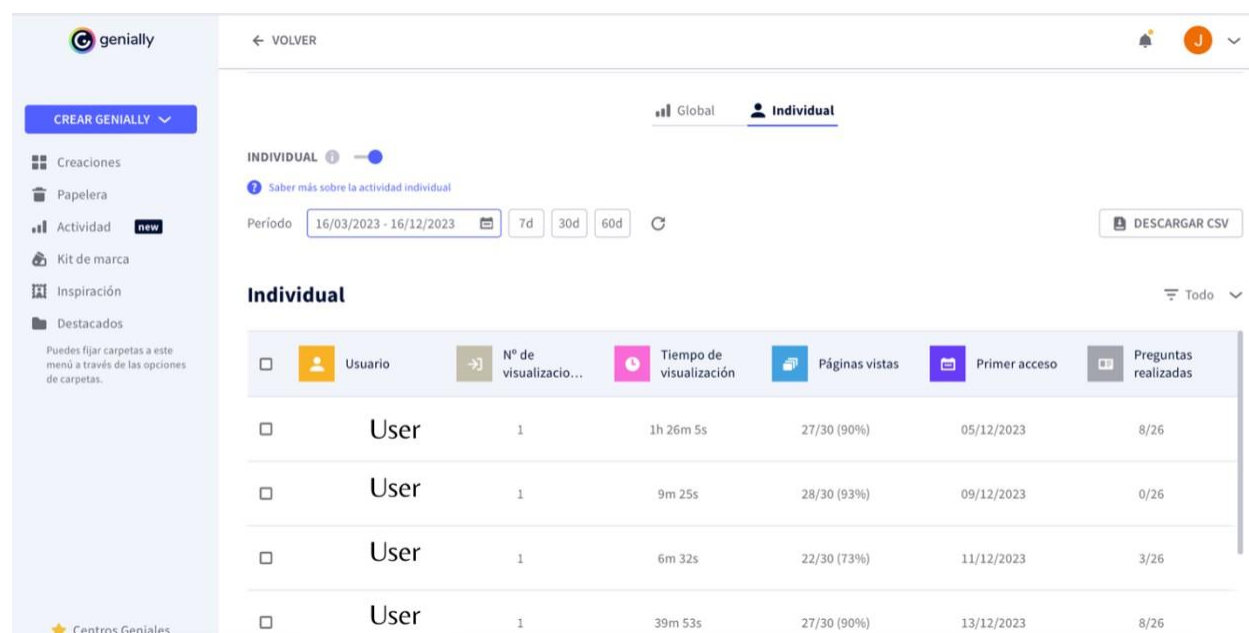 genially
← VOLVER
J
CREAR GENIALLY
Creaciones
Papelera
Actividad new
Kit de marca
Inspiración
Destacados
Puedes fijar carpetas a este
menú a través de las opciones
de carpetas.
Centros Geniales
Global Individual
INDIVIDUAL
Saber más sobre la actividad individual
Período 16/03/2023 - 16/12/2023 7d 30d 60d DESCARGAR CSV
Individual Todo
Usuario Nº de visualizacio... Tiempo de visualización Páginas vistas Primer acceso Preguntas realizadas
User 1 1h 26m 5s 27/30 (90%) 05/12/2023 8/26
User 1 9m 25s 28/30 (93%) 09/12/2023 0/26
User 1 6m 32s 22/30 (73%) 11/12/2023 3/26
User 1 39m 53s 27/30 (90%) 13/12/2023 8/26